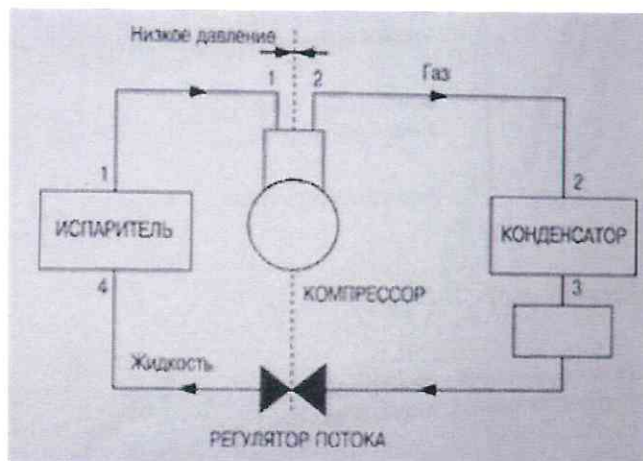 Низкое давление
1 2 Газ
1 2
ИСПАРИТЕЛЬ КОНДЕНСАТОР
4 КОМПРЕССОР 3
Жидкость
РЕГУЛЯТОР ПОТОКА